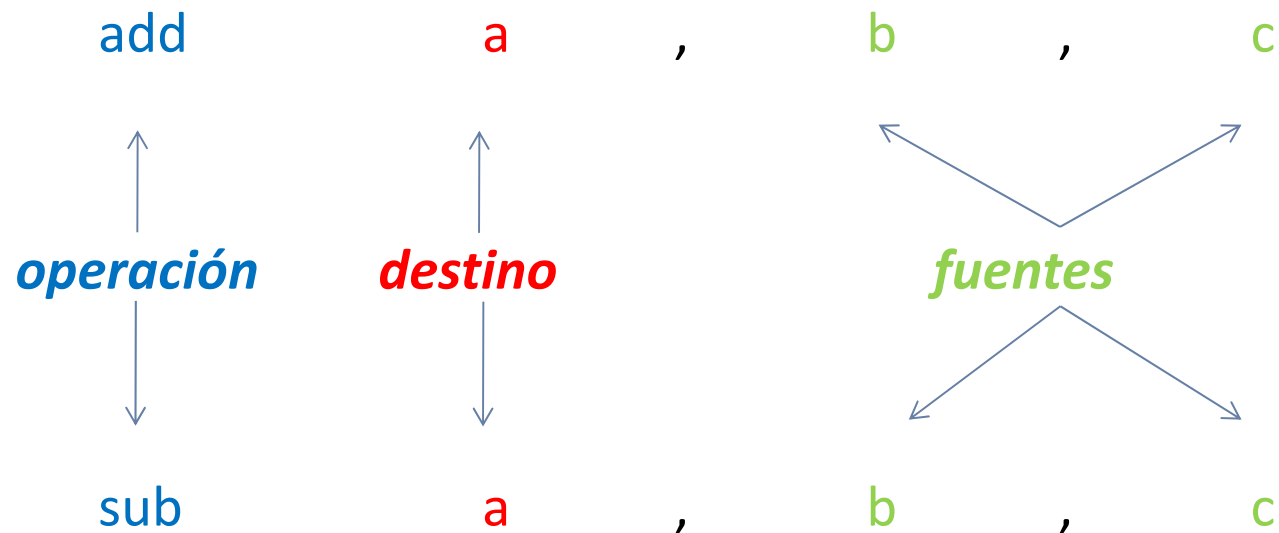 add a , b , c
operación destino fuentes
sub a , b , c